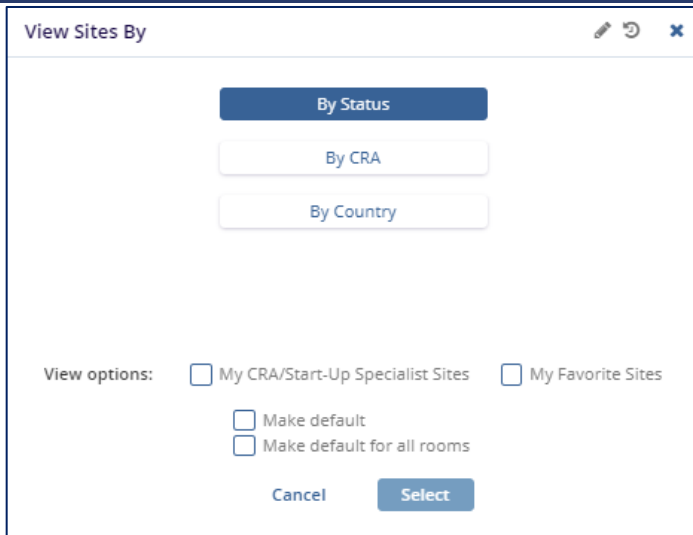 View Sites By
By Status
By CRA
By Country
View options: My CRA/Start-Up Specialist Sites My Favorite Sites
Make default
Make default for all rooms
Cancel Select